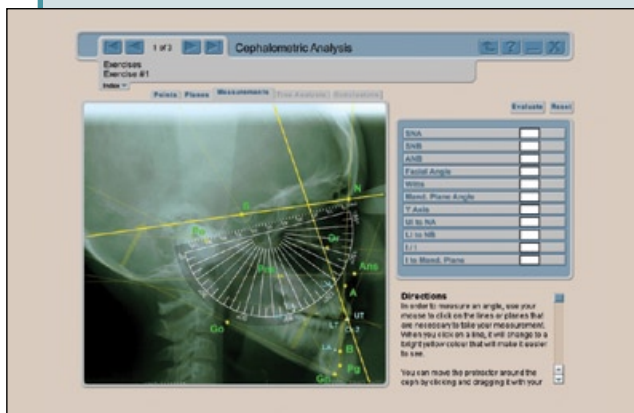 1 of 3
Cephalometric Analysis
Exercises
Exercise #1
Index
Points
Planes
Measurements
Evaluate
Reset
SNA
SNB
ANB
Facial Angle
Witts
Mand. Plane Angle
Y Axis
UI to NA
LI to NB
I / I
I to Mand. Plane
N
S
Or
Ans
A
UT
LT
Go
LA
B
Pg
Gn
Directions
In order to measure an angle, use your
mouse to click on the lines or planes that
are necessary to take your measurement.
When you click on a line, it will change to a
bright yellow colour that will make it easier
to see.
You can move the protractor around the
ceph by clicking and dragging it with your